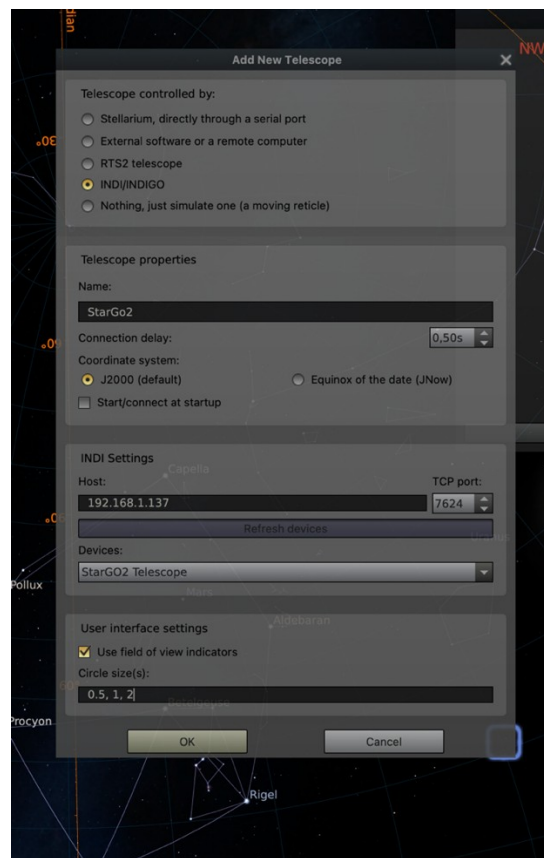 dian
NW
Add New Telescope
Telescope controlled by:
Stellarium, directly through a serial port
External software or a remote computer
RTS2 telescope
INDI/INDIGO
Nothing, just simulate one (a moving reticle)
30°
Telescope properties
Name:
StarGo2
Connection delay:
0,50s
Coordinate system:
J2000 (default)
Equinox of the date (JNow)
Start/connect at startup
INDI Settings
Capella
Host:
TCP port:
192.168.1.137
7624
Refresh devices
Devices:
StarGO2 Telescope
Pollux
Mars
Aldebaran
User interface settings
Use field of view indicators
Circle size(s):
0.5, 1, 2
Betelgeuse
Procyon
OK
Cancel
Rigel